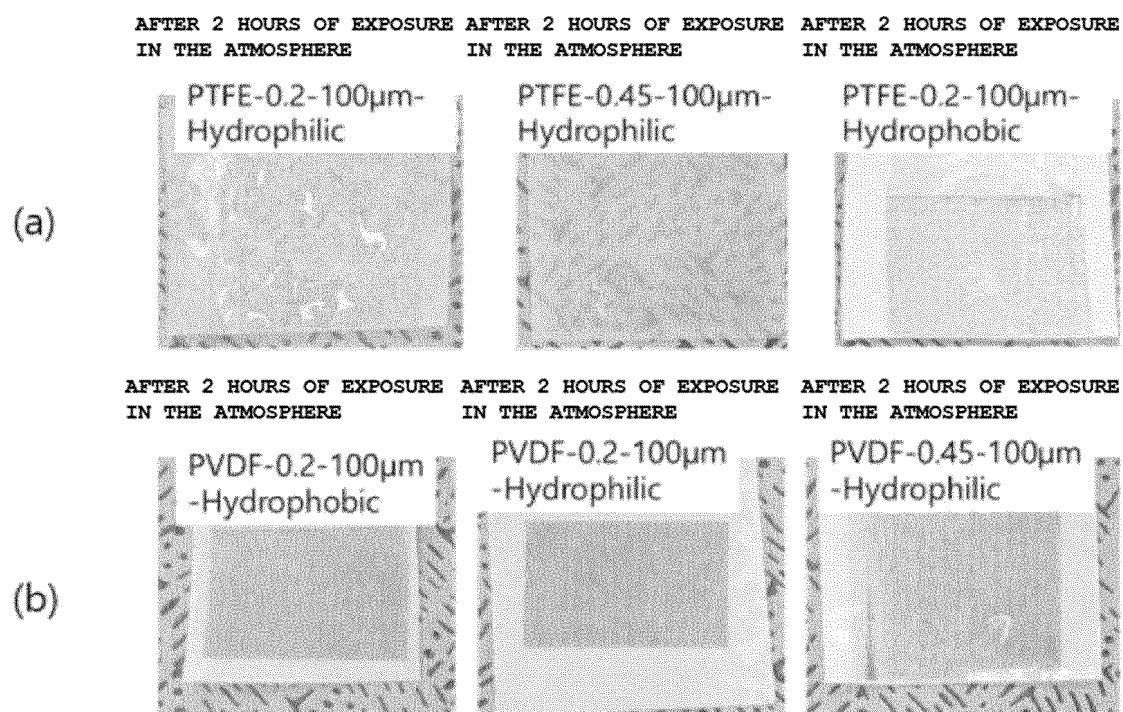 AFTER 2 HOURS OF EXPOSURE
IN THE ATMOSPHERE
AFTER 2 HOURS OF EXPOSURE
IN THE ATMOSPHERE
AFTER 2 HOURS OF EXPOSURE
IN THE ATMOSPHERE
(a)
PTFE-0.2-100μm-
Hydrophilic
PTFE-0.45-100μm-
Hydrophilic
PTFE-0.2-100μm-
Hydrophobic
AFTER 2 HOURS OF EXPOSURE
IN THE ATMOSPHERE
AFTER 2 HOURS OF EXPOSURE
IN THE ATMOSPHERE
AFTER 2 HOURS OF EXPOSURE
IN THE ATMOSPHERE
(b)
PVDF-0.2-100μm
-Hydrophobic
PVDF-0.2-100μm
-Hydrophilic
PVDF-0.45-100μm
-Hydrophilic